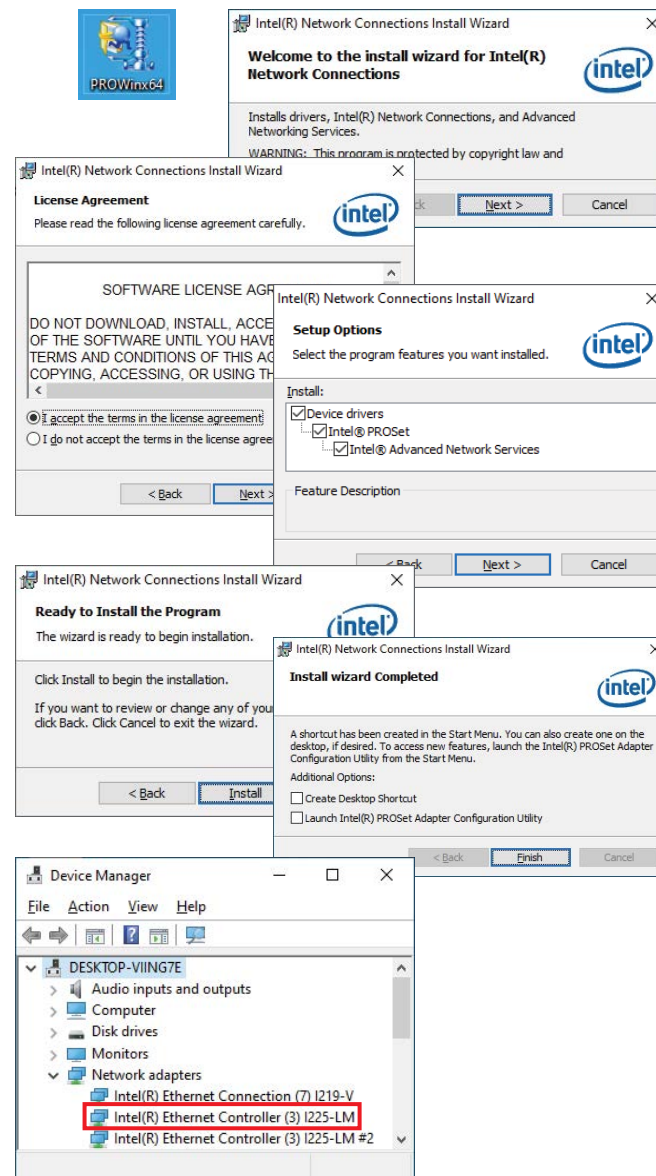 PROWinx64
Intel(R) Network Connections Install Wizard
Welcome to the install wizard for Intel(R)
Network Connections
intel
Installs drivers, Intel(R) Network Connections, and Advanced
Networking Services.
WARNING: This program is protected by copyright law and
Next >
Cancel
Intel(R) Network Connections Install Wizard
License Agreement
Please read the following license agreement carefully.
intel
SOFTWARE LICENSE AGR
DO NOT DOWNLOAD, INSTALL, ACCE
OF THE SOFTWARE UNTIL YOU HAVE
TERMS AND CONDITIONS OF THIS AG
COPYING, ACCESSING, OR USING TH
I accept the terms in the license agreement
I do not accept the terms in the license agree
< Back
Next >
Intel(R) Network Connections Install Wizard
Setup Options
Select the program features you want installed.
intel
Install:
Device drivers
Intel® PROSet
Intel® Advanced Network Services
Feature Description
< Back
Next >
Cancel
Intel(R) Network Connections Install Wizard
Ready to Install the Program
The wizard is ready to begin installation.
intel
Click Install to begin the installation.
If you want to review or change any of you
click Back. Click Cancel to exit the wizard.
< Back
Install
Intel(R) Network Connections Install Wizard
Install wizard Completed
intel
A shortcut has been created in the Start Menu. You can also create one on the
desktop, if desired. To access new features, launch the Intel(R) PROSet Adapter
Configuration Utility from the Start Menu.
Additional Options:
Create Desktop Shortcut
Launch Intel(R) PROSet Adapter Configuration Utility
< Back
Finish
Cancel
Device Manager
File Action View Help
DESKTOP-VIING7E
Audio inputs and outputs
Computer
Disk drives
Monitors
Network adapters
Intel(R) Ethernet Connection (7) I219-V
Intel(R) Ethernet Controller (3) I225-LM
Intel(R) Ethernet Controller (3) I225-LM #2